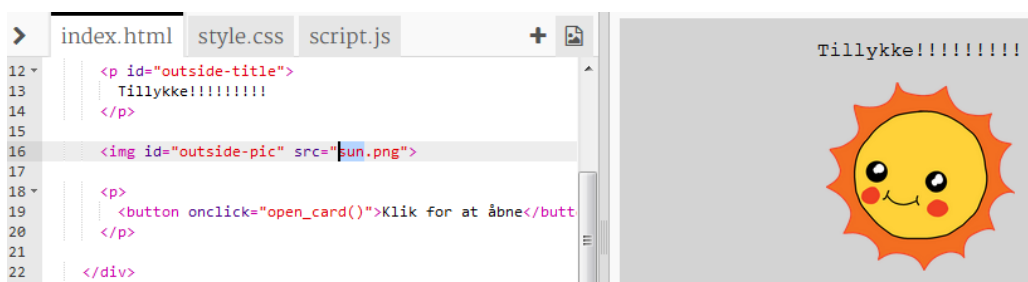 index.html style.css script.js
12 <p id="outside-title">
13 Tillykke!!!!!!!!!
14 </p>
15
16 <img id="outside-pic" src="sun.png">
17
18 <p>
19 <button onclick="open_card()">Klik for at åbne</butt
20 </p>
21
22 </div>
Tillykke!!!!!!!!!